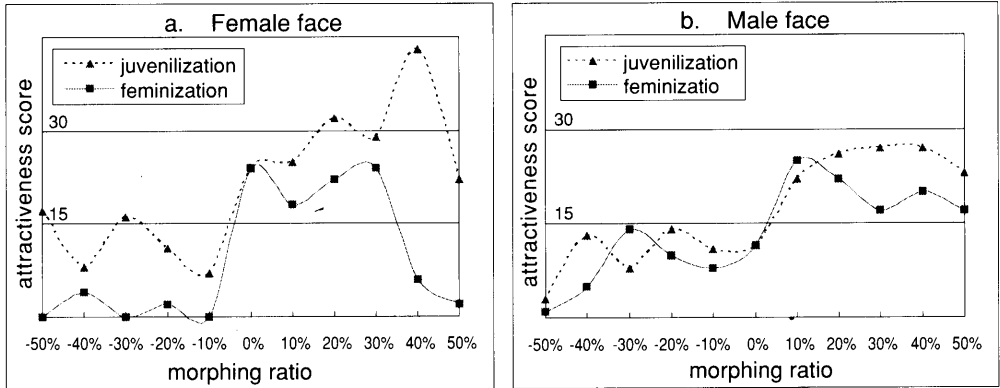 a. Female face
juvenilization
feminization
30
15
attractiveness score
-50% -40% -30% -20% -10% 0% 10% 20% 30% 40% 50%
morphing ratio
b. Male face
juvenilization
feminizatio
30
15
attractiveness score
-50% -40% -30% -20% -10% 0% 10% 20% 30% 40% 50%
morphing ratio